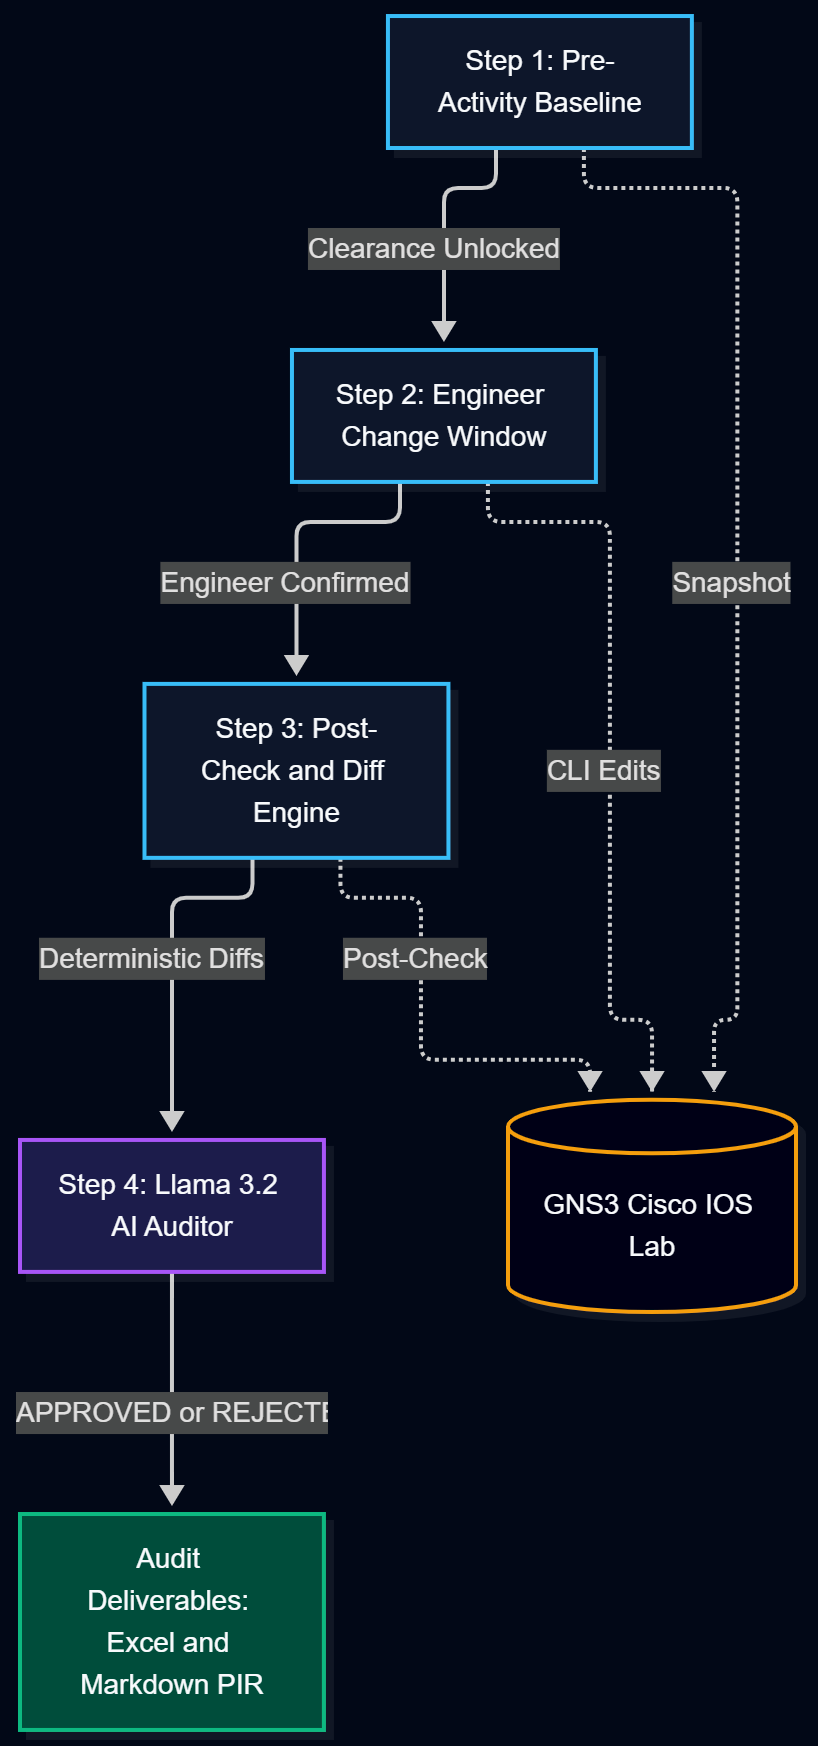 Step 1: Pre-
Activity Baseline
Clearance Unlocked
Step 2: Engineer
Change Window
Engineer Confirmed
Snapshot
Step 3: Post-
Check and Diff
Engine
CLI Edits
Deterministic Diffs
Post-Check
Step 4: Llama 3.2
AI Auditor
GNS3 Cisco IOS
Lab
APPROVED or REJECTE
Audit
Deliverables:
Excel and
Markdown PIR